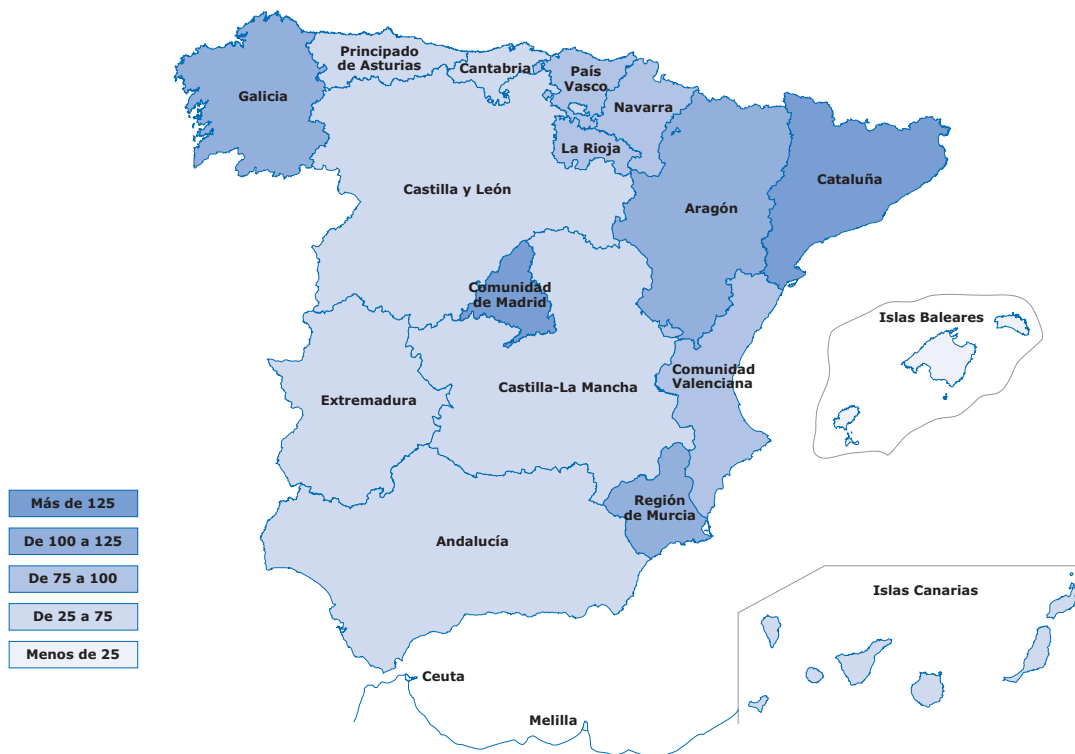 Principado
de Asturias
Cantabria
País
Vasco
Galicia
Navarra
La Rioja
Castilla y León
Cataluña
Aragón
Comunidad
de Madrid
Islas Baleares
Comunidad
Valenciana
Castilla-La Mancha
Extremadura
Más de 125
Región
de Murcia
De 100 a 125
Andalucía
De 75 a 100
Islas Canarias
De 25 a 75
Menos de 25
Ceuta
Melilla